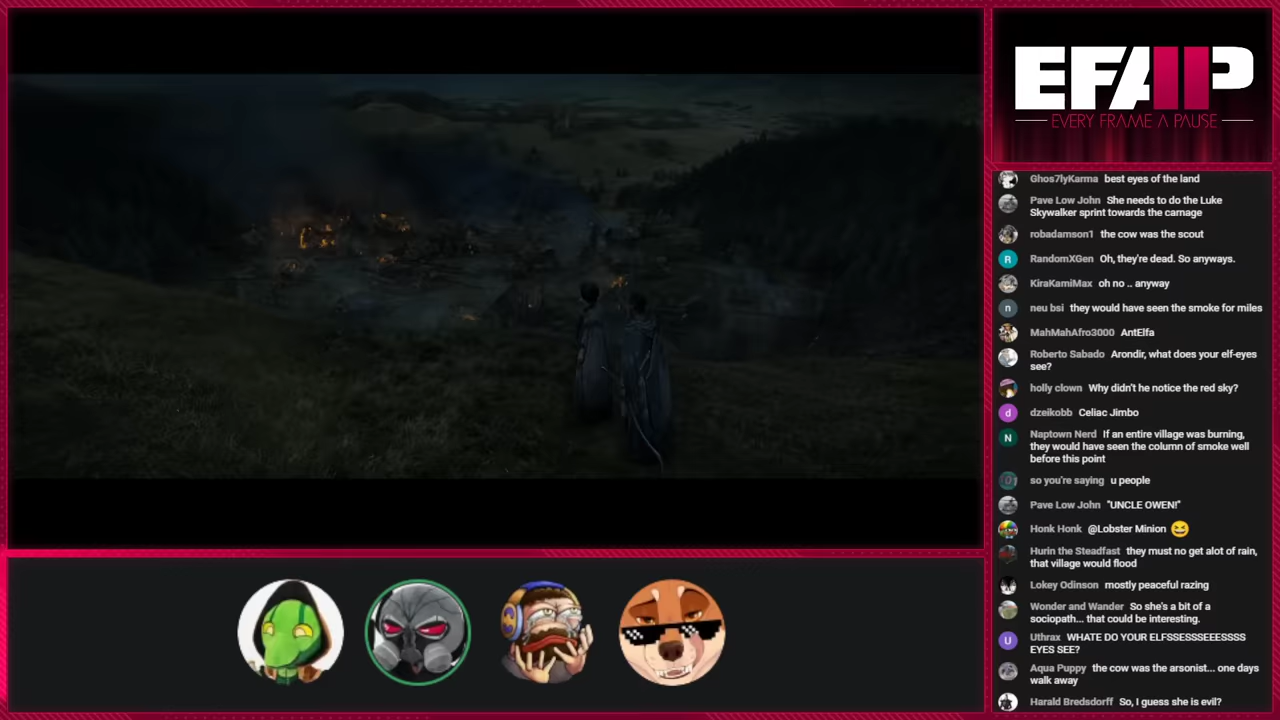 EFAP
EVERY FRAME A PAUSE
Ghos7lyKarma best eyes of the land
Pave Low John She needs to do the Luke
Skywalker sprint towards the carnage
robadamson1 the cow was the scout
R
RandomXGen Oh, they're dead. So anyways.
KiraKamiMax oh no .. anyway
n
neu bsi they would have seen the smoke for miles
MahMahAfro3000 AntElfa
Roberto Sabado Arondir, what does your elf-eyes
see?
holly clown Why didn't he notice the red sky?
d
dzeikobb Celiac Jimbo
N
Naptown Nerd If an entire village was burning,
they would have seen the column of smoke well
before this point
so you're saying u people
Pave Low John "UNCLE OWEN!"
Honk Honk @Lobster Minion 😆
Hurin the Steadfast they must no get alot of rain,
that village would flood
Lokey Odinson mostly peaceful razing
Wonder and Wander So she's a bit of a
sociopath... that could be interesting.
U
Uthrax WHATE DO YOUR ELFSSESSSEEESSSS
EYES SEE?
Aqua Puppy the cow was the arsonist... one days
walk away
Harald Bredsdorff So, I guess she is evil?